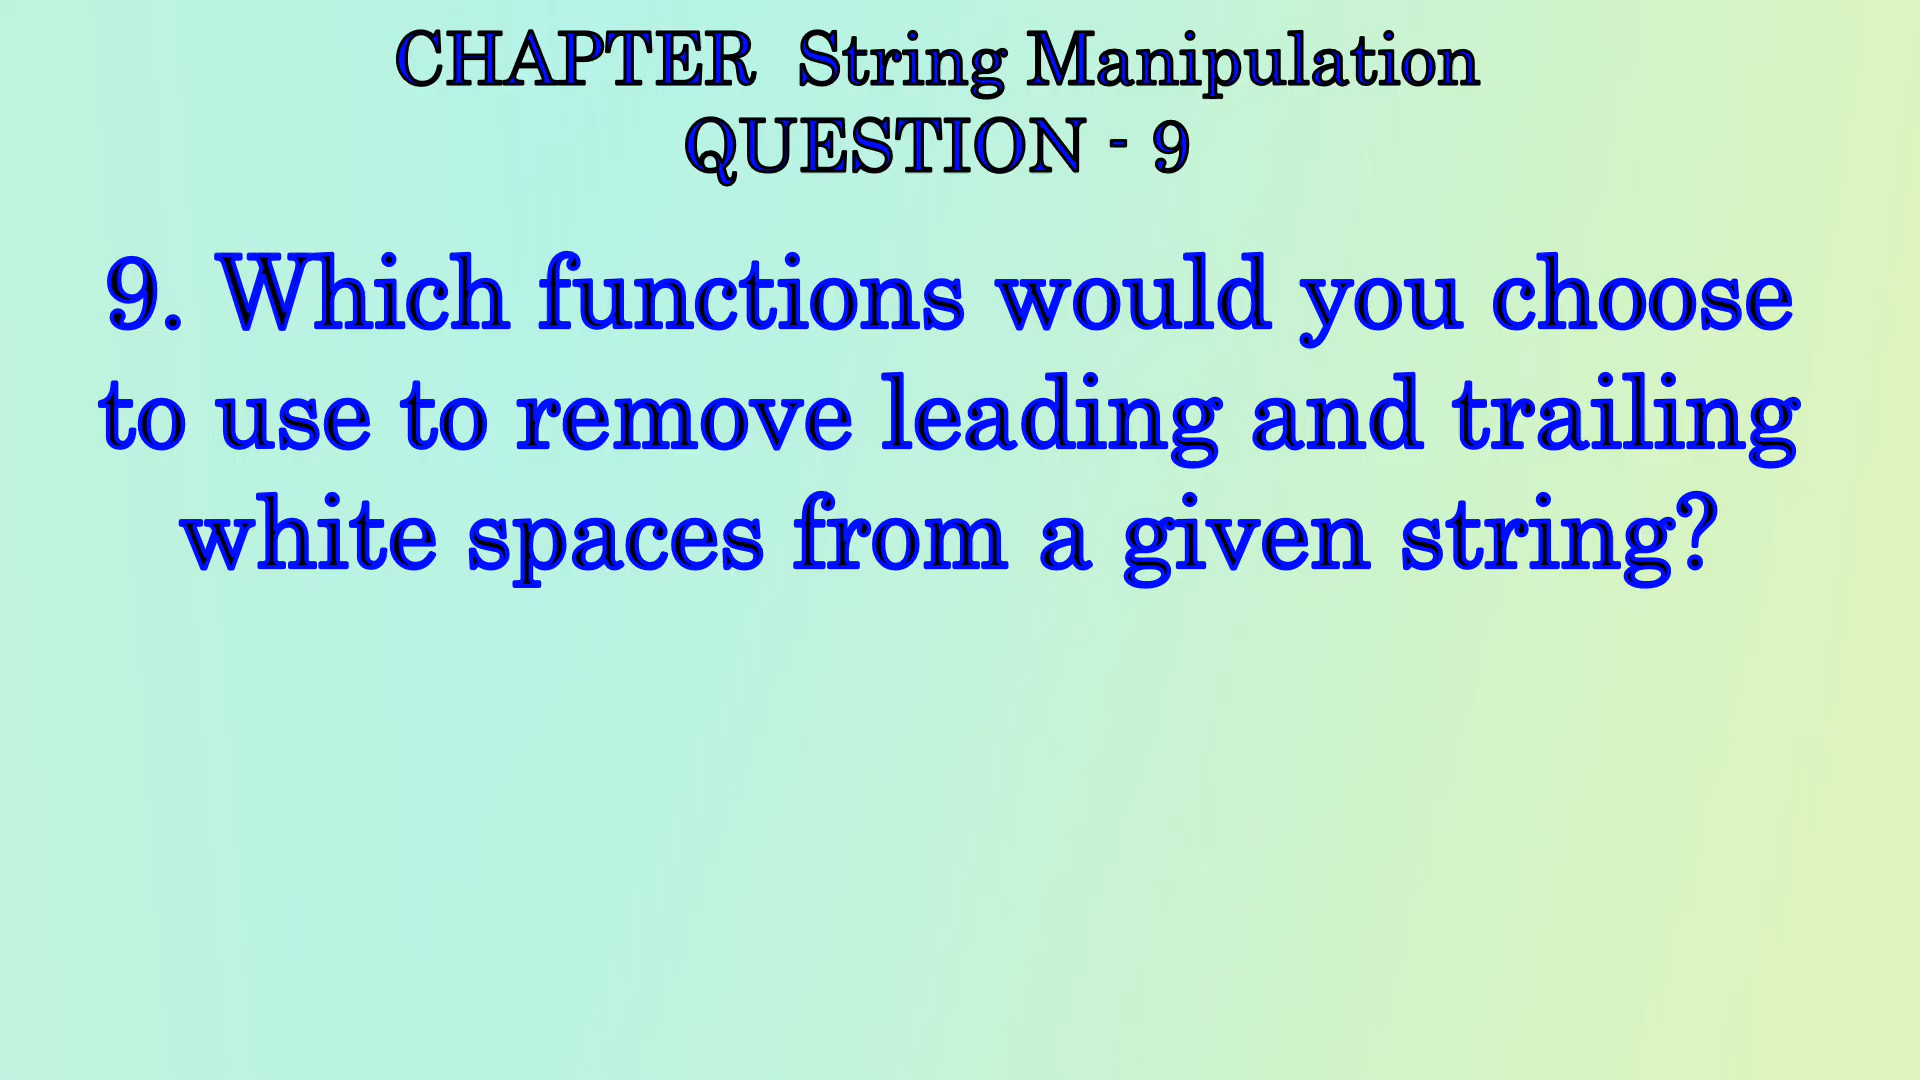 CHAPTER  String Manipulation
QUESTION - 9
9. Which functions would you choose
to use to remove leading and trailing
white spaces from a given string?